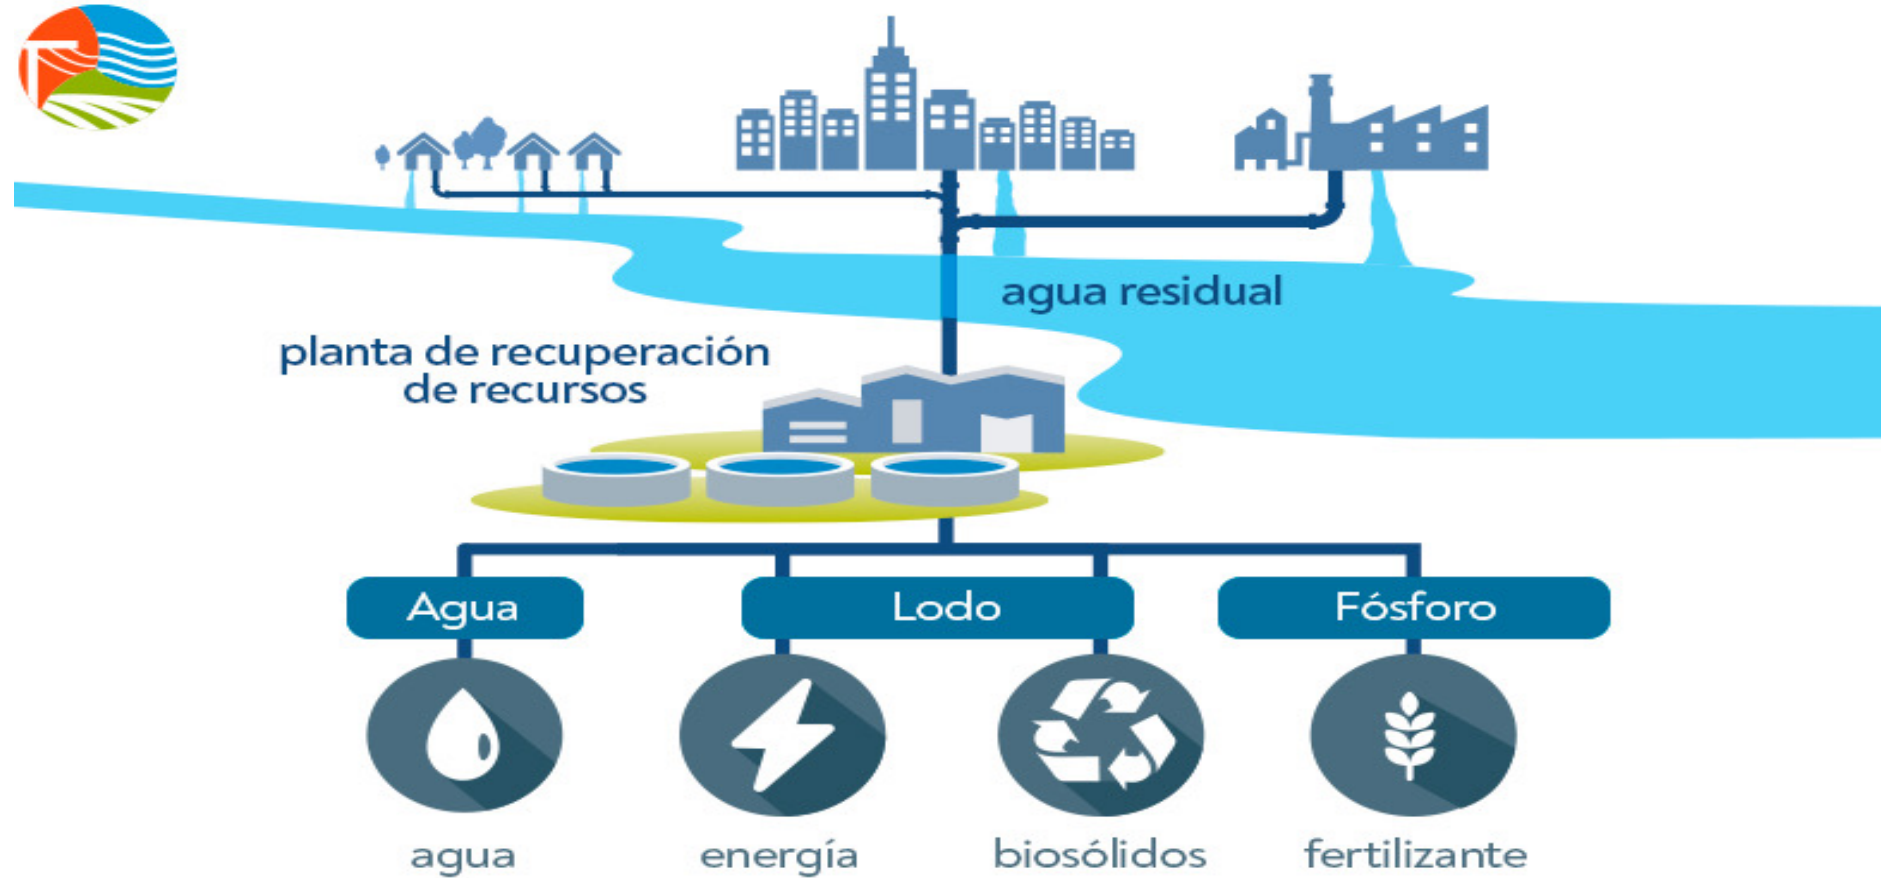 agua residual
planta de recuperación
de recursos
Agua
Lodo
Fósforo
agua
energía
biosólidos
fertilizante